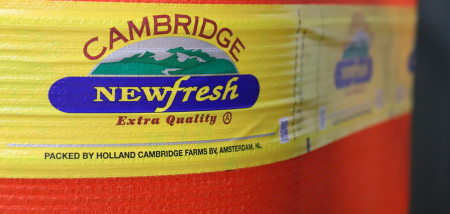 CAMBRIDGE
NEWfresh
Extra Quality
PACKED BY HOLLAND CAMBRIDGE FARMS BV, AMSTERDAM, NL.